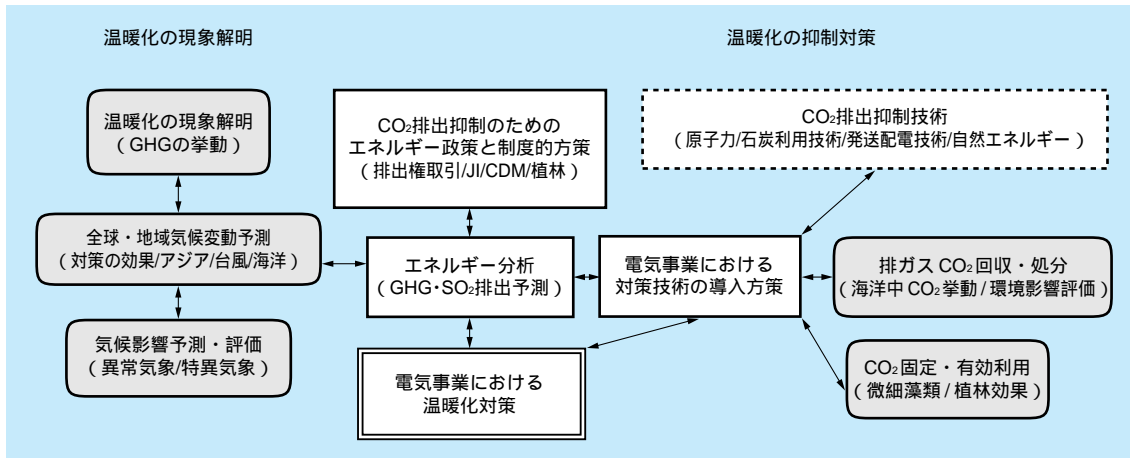 温暖化の現象解明
温暖化の抑制対策
温暖化の現象解明
（GHGの挙動）
CO₂排出抑制のための
エネルギー政策と制度的方策
（排出権取引/JI/CDM/植林）
CO₂排出抑制技術
（原子力/石炭利用技術/発送配電技術/自然エネルギー）
全球・地域気候変動予測
（対策の効果/アジア/台風/海洋）
エネルギー分析
（GHG･SO₂排出予測）
電気事業における
対策技術の導入方策
排ガス CO₂回収・処分
（海洋中 CO₂挙動 / 環境影響評価）
気候影響予測・評価
（異常気象/特異気象）
電気事業における
温暖化対策
CO₂固定・有効利用
（微細藻類 / 植林効果）